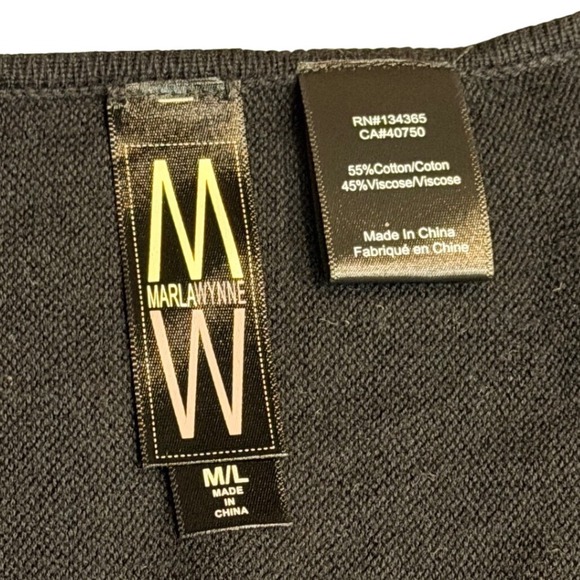 M
MARLAWYNNE
W
M/L
MADE
IN
CHINA
RN#134365
CA#40750
55%Cotton/Coton
45%Viscose/Viscose
Made In China
Fabriqué en Chine